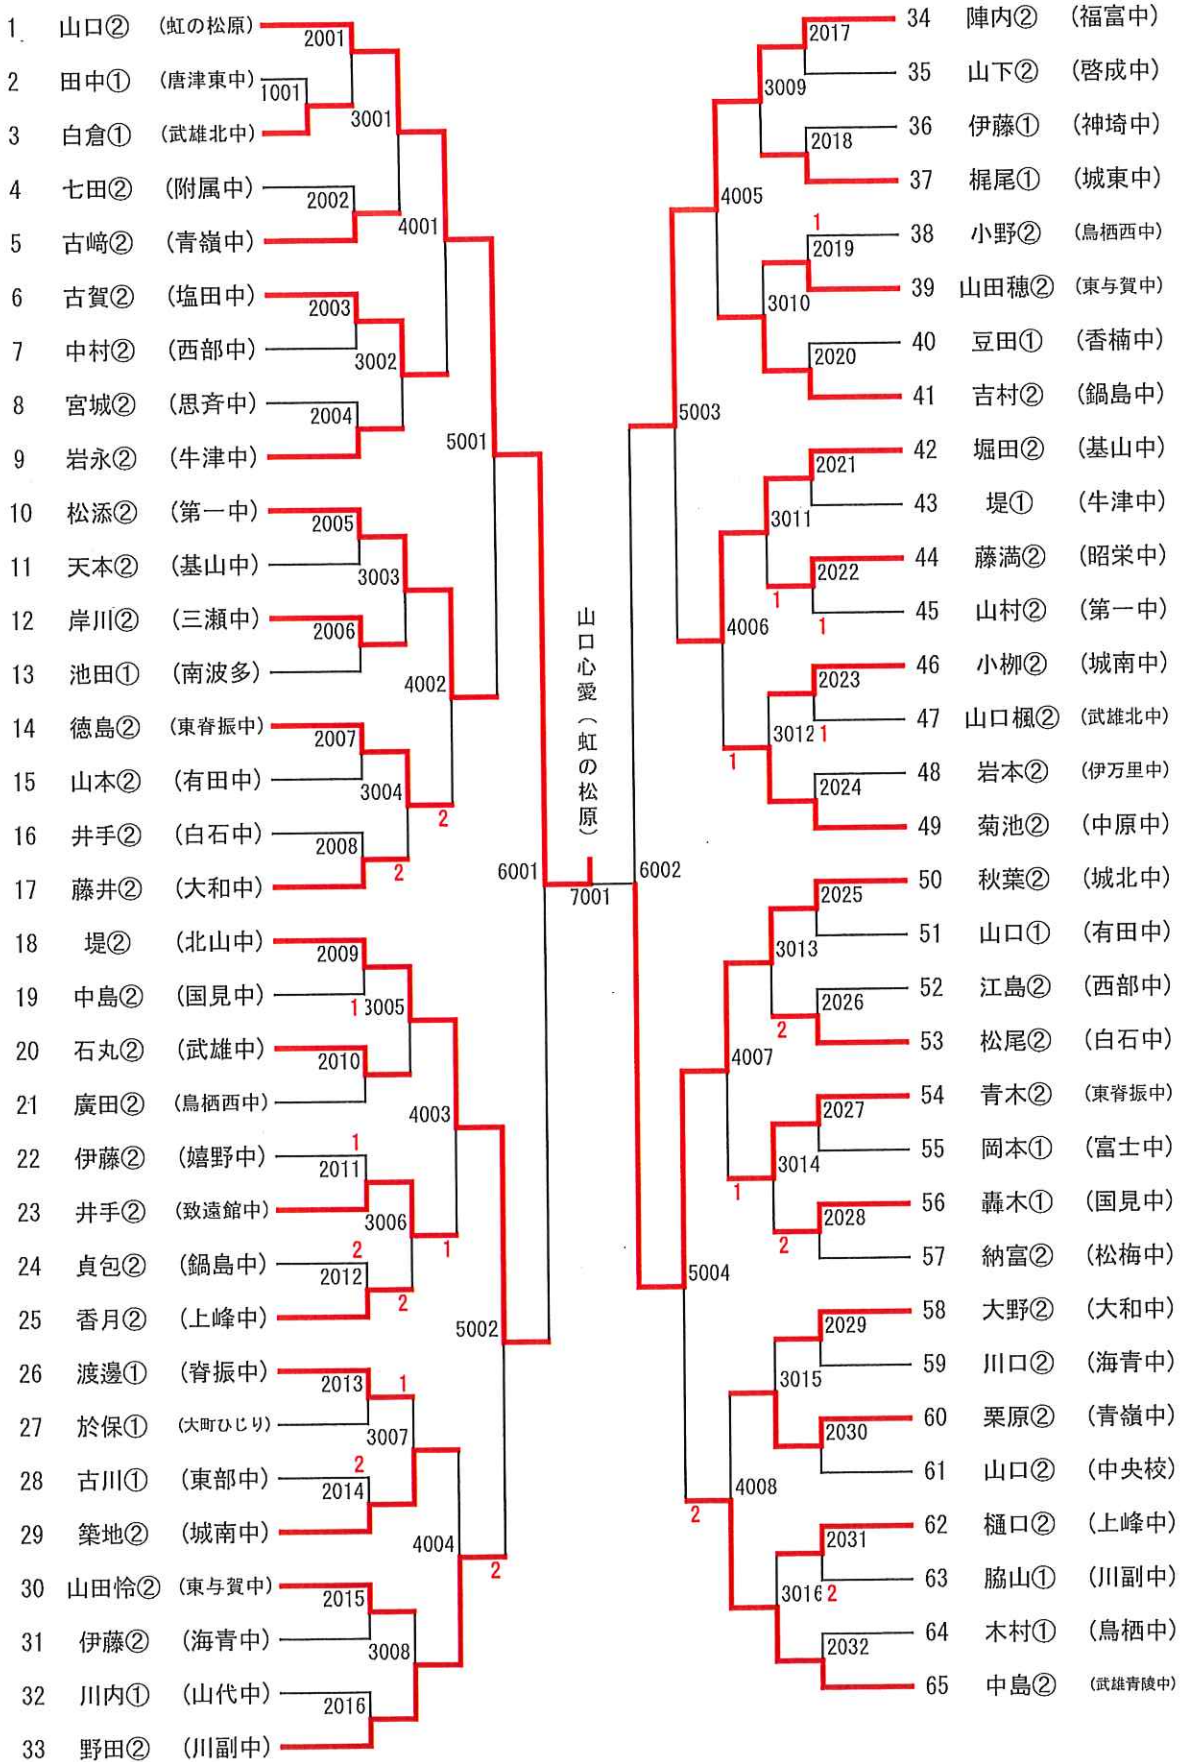 1 山口② (虹の松原)
2 田中① (唐津東中)
3 白倉① (武雄北中)
4 七田② (附属中)
5 古﨑② (青嶺中)
6 古賀② (塩田中)
7 中村② (西部中)
8 宮城② (思斉中)
9 岩永② (牛津中)
10 松添② (第一中)
11 天本② (基山中)
12 岸川② (三瀬中)
13 池田① (南波多)
14 徳島② (東脊振中)
15 山本② (有田中)
16 井手② (白石中)
17 藤井② (大和中)
18 堤② (北山中)
19 中島② (国見中)
20 石丸② (武雄中)
21 廣田② (鳥栖西中)
22 伊藤② (嬉野中)
23 井手② (致遠館中)
24 貞包② (鍋島中)
25 香月② (上峰中)
26 渡邊① (脊振中)
27 於保① (大町ひじり)
28 古川① (東部中)
29 築地② (城南中)
30 山田怜② (東与賀中)
31 伊藤② (海青中)
32 川内① (山代中)
33 野田② (川副中)
1001
2001
2002
2003
2004
2005
2006
2007
2008
2
2009
1
2010
1
2011
2
2012
2
2013
1
2
2014
2015
2016
3001
3002
3003
3004
2
3005
3006
1
3007
3008
4001
4002
4003
4004
2
5001
5002
6001
7001
山口心愛(虹の松原)
6002
5003
5004
4005
4006
1
4007
1
4008
2
3009
3010
3011
1
3012
3013
2
3014
2
3015
3016
2017
2018
1
2019
2020
2021
2022
1
2023
1
2024
2025
2026
2027
2028
2029
2030
2031
2
2032
34 陣内② (福富中)
35 山下② (啓成中)
36 伊藤① (神埼中)
37 梶尾① (城東中)
38 小野② (鳥栖西中)
39 山田穂② (東与賀中)
40 豆田① (香楠中)
41 吉村② (鍋島中)
42 堀田② (基山中)
43 堤① (牛津中)
44 藤満② (昭栄中)
45 山村② (第一中)
46 小栁② (城南中)
47 山口楓② (武雄北中)
48 岩本② (伊万里中)
49 菊池② (中原中)
50 秋葉② (城北中)
51 山口① (有田中)
52 江島② (西部中)
53 松尾② (白石中)
54 青木② (東脊振中)
55 岡本① (富士中)
56 轟木① (国見中)
57 納富② (松梅中)
58 大野② (大和中)
59 川口② (海青中)
60 栗原② (青嶺中)
61 山口② (中央校)
62 樋口② (上峰中)
63 脇山① (川副中)
64 木村① (鳥栖中)
65 中島② (武雄青陵中)